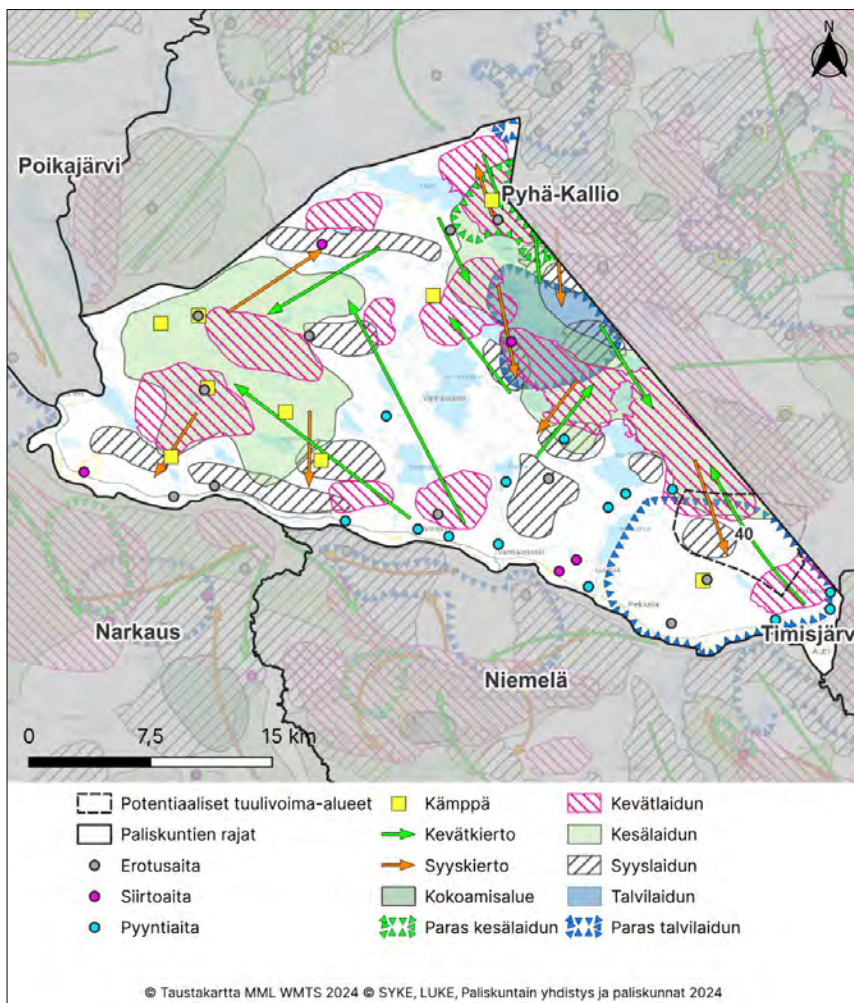 N
Poikajärvi
Pyhä-Kallio
40
Pekkala
Narkaus
Timisjärvi
Autti
Niemelä
0 7,5 15 km
Potentiaaliset tuulivoima-alueet
Paliskuntien rajat
Erotusaita
Siirtoaita
Pyyntiaita
Kämppä
Kevätkierto
Syyskierto
Kokoamisalue
Paras kesälaidun
Kevätlaidun
Kesälaidun
Syyslaidun
Talvilaidun
Paras talvilaidun
© Taustakartta MML WMTS 2024 © SYKE, LUKE, Paliskuntain yhdistys ja paliskunnat 2024